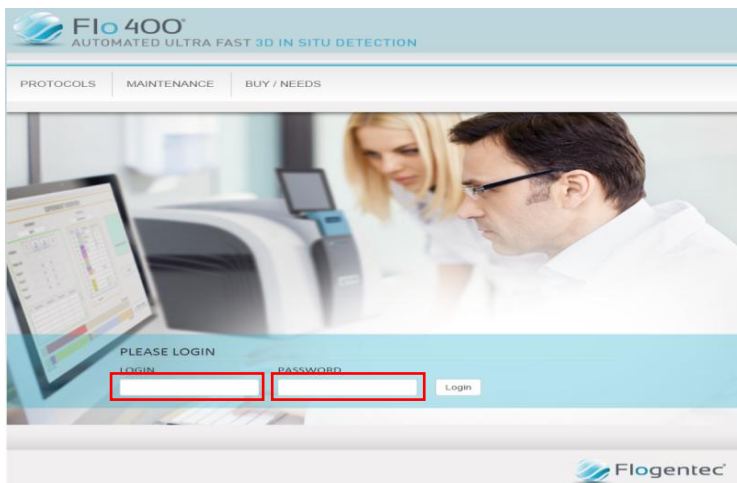 Flo 400°
AUTOMATED ULTRA FAST 3D IN SITU DETECTION
PROTOCOLS MAINTENANCE BUY / NEEDS
PLEASE LOGIN
LOGIN PASSWORD
Login
Flogentec